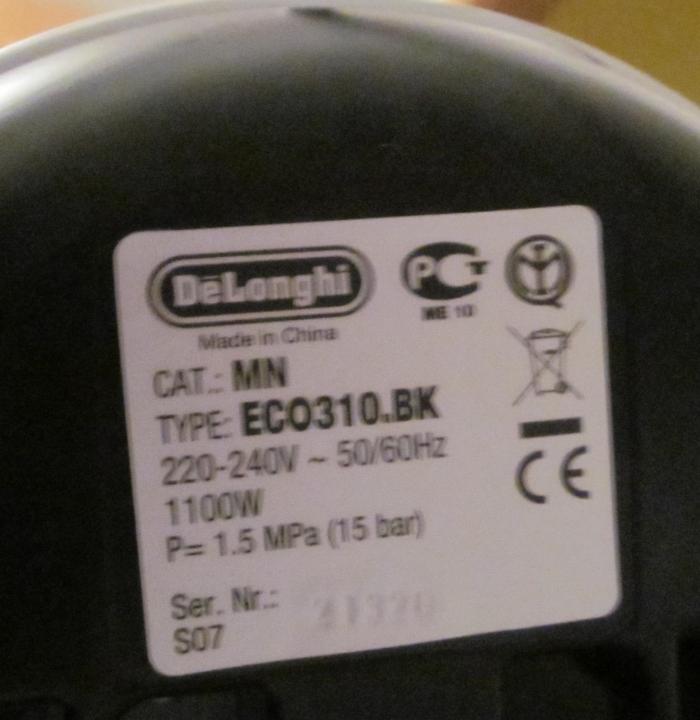 DeLonghi
PCT
ME 10
Made in China
CAT.: MN
TYPE: ECO310.BK
220-240V ~ 50/60Hz
1100W
P= 1.5 MPa (15 bar)
CE
Ser. Nr.:
S07